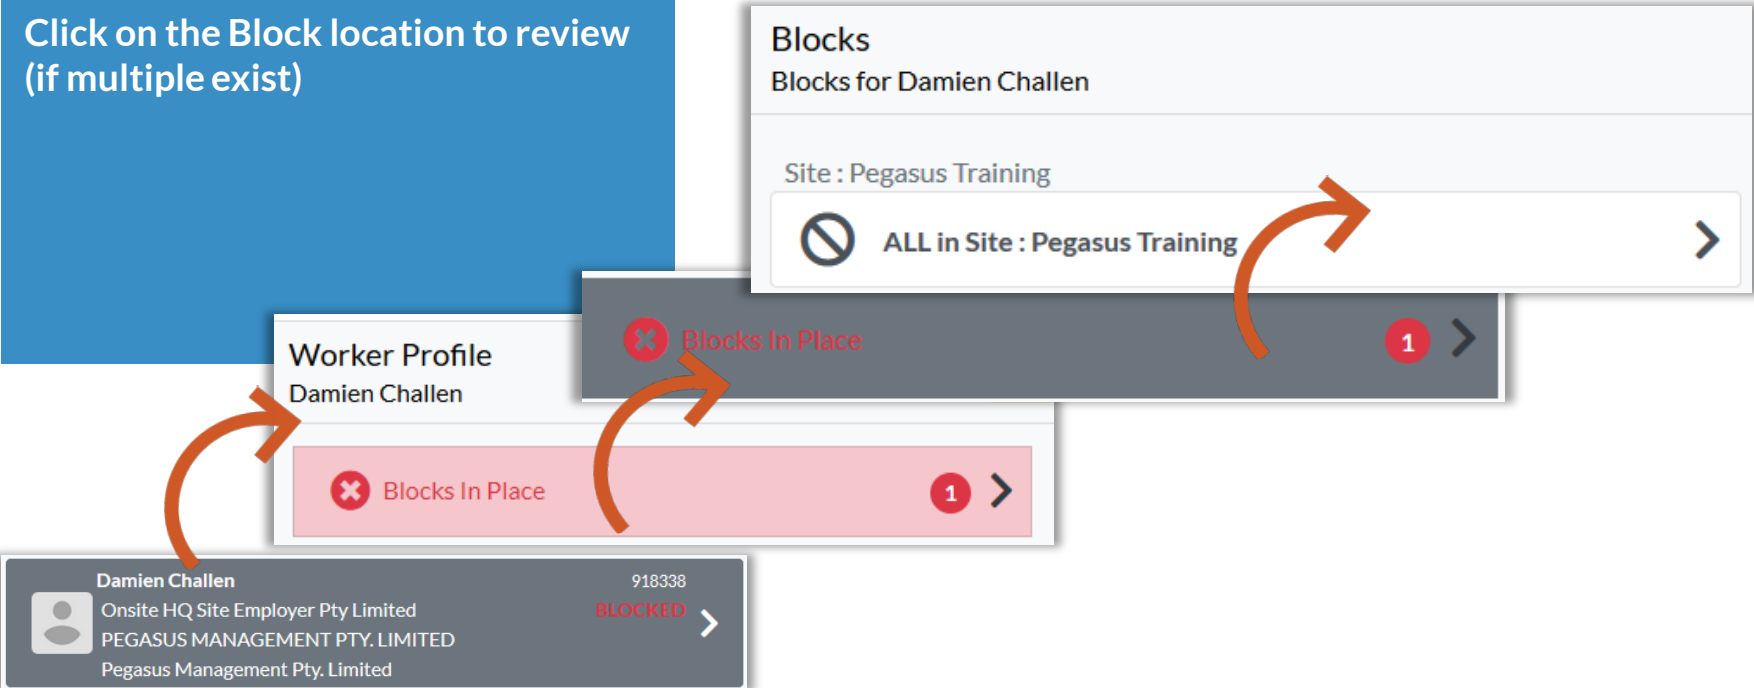 Click on the Block location to review
(if multiple exist)
Blocks
Blocks for Damien Challen
Site : Pegasus Training
ALL in Site : Pegasus Training
Blocks In Place
1
Worker Profile
Damien Challen
Blocks In Place
1
Damien Challen
918338
Onsite HQ Site Employer Pty Limited
BLOCKED
PEGASUS MANAGEMENT PTY. LIMITED
Pegasus Management Pty. Limited